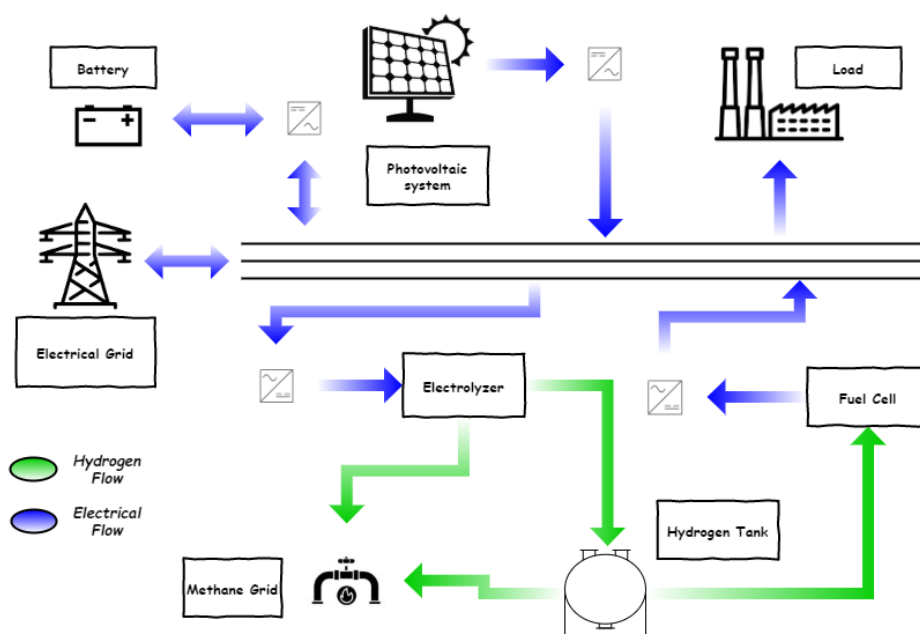 Battery
Load
Photovoltaic
system
Electrical Grid
Electrolyzer
Fuel Cell
Hydrogen
Flow
Electrical
Flow
Hydrogen Tank
Methane Grid